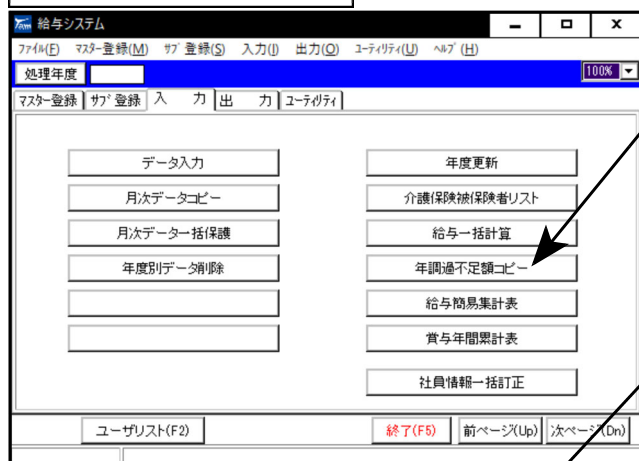 Tam 給与システム
ファイル(F) マスター登録(M) サブ登録(S) 入力(I) 出力(O) ユーティリティ(U) ヘルプ(H)
処理年度 100%
マスター登録 サブ登録 入 力 出 力 ユーティリティ
データ入力 年度更新
月次データコピー 介護保険被保険者リスト
月次データ一括保護 給与一括計算
年度別データ削除 年調過不足額コピー
給与簡易集計表
賞与年間累計表
社員情報一括訂正
ユーザリスト(F2) 終了(F5) 前ページ(Up) 次ページ(Dn)